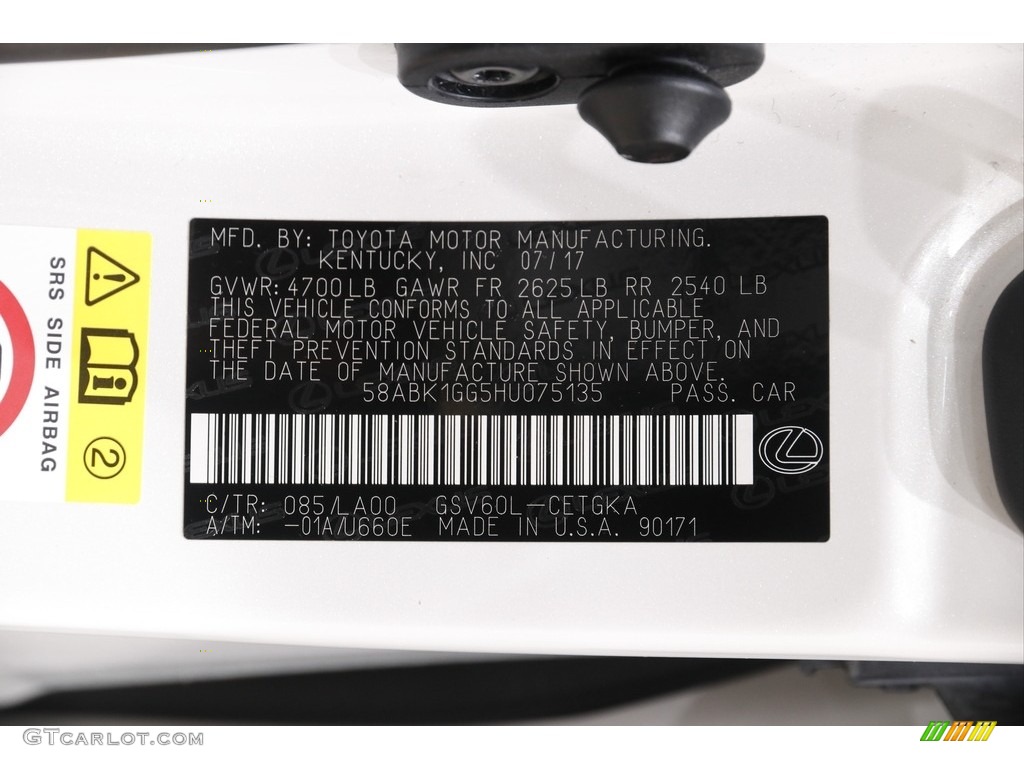 MFD. BY: TOYOTA MOTOR MANUFACTURING.
KENTUCKY, INC 07/17
GVWR: 4700LB GAWR FR 2625LB RR 2540 LB
THIS VEHICLE CONFORMS TO ALL APPLICABLE
FEDERAL MOTOR VEHICLE SAFETY, BUMPER, AND
THEFT PREVENTION STANDARDS IN EFFECT ON
THE DATE OF MANUFACTURE SHOWN ABOVE.
58ABK1GG5HU075135 PASS. CAR
C/TR: 085/LA00 GSV60L-CETGKA
A/TM: -01A/U660E MADE IN U.S.A. 90171
SRS SIDE AIRBAG
2
GTcarlot.com